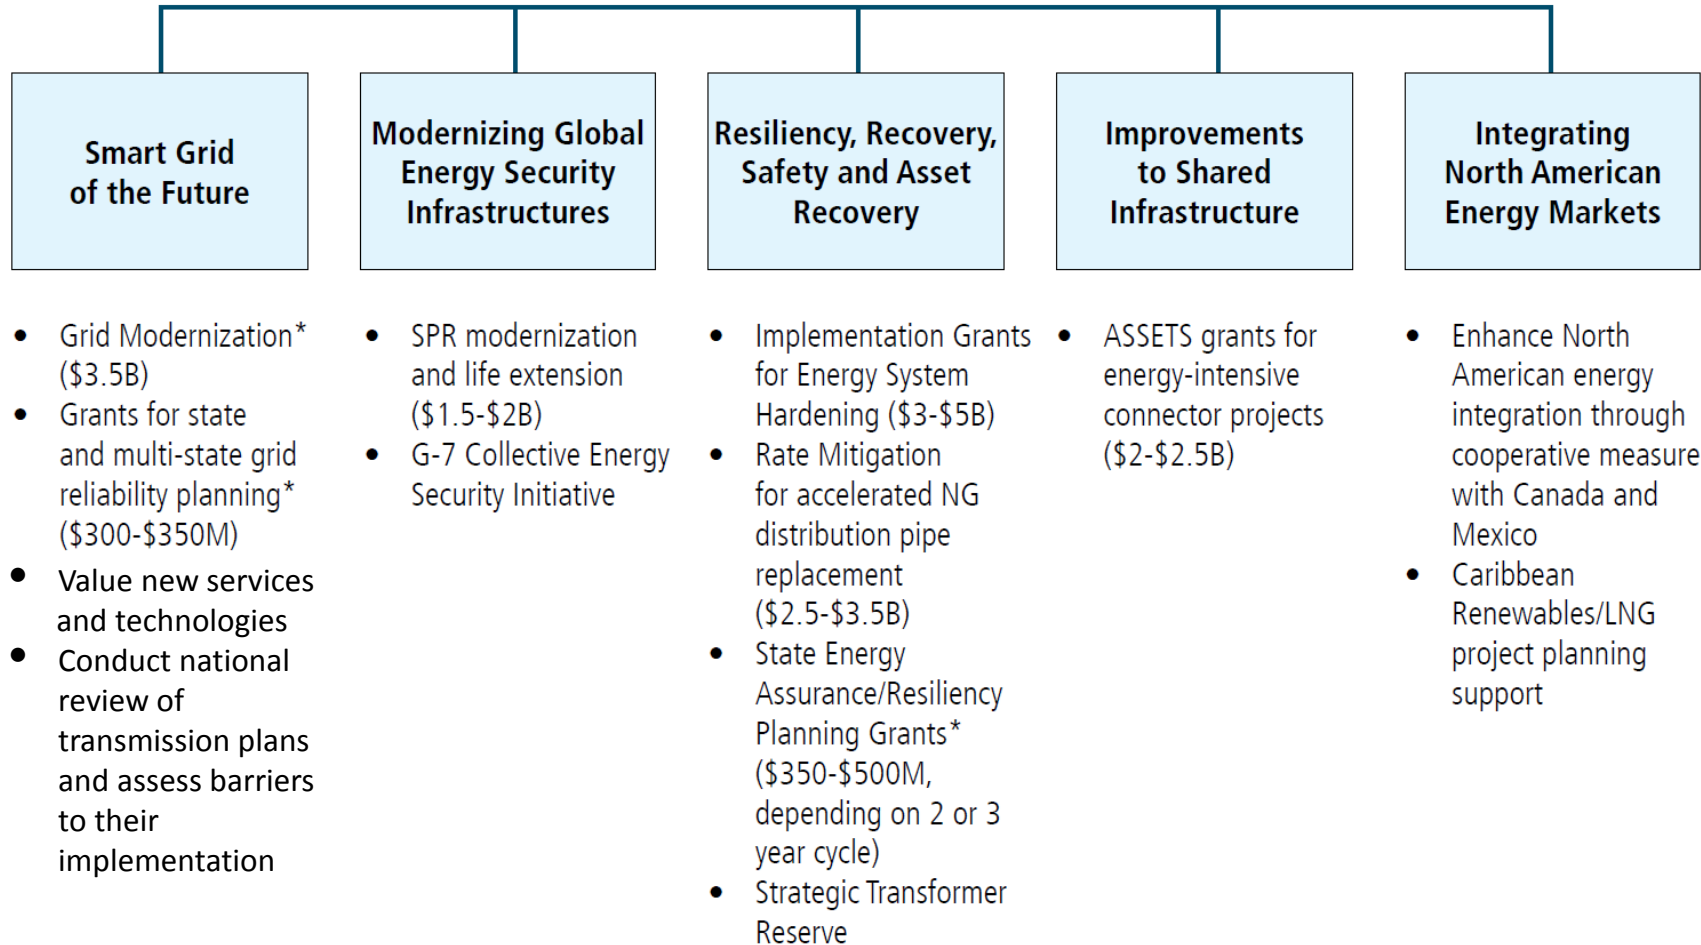 Smart Grid
of the Future
Modernizing Global
Energy Security
Infrastructures
Resiliency, Recovery,
Safety and Asset
Recovery
Improvements
to Shared
Infrastructure
Integrating
North American
Energy Markets
• Grid Modernization*
($3.5B)
• Grants for state
and multi-state grid
reliability planning*
($300-$350M)
• Value new services
and technologies
• Conduct national
review of
transmission plans
and assess barriers
to their
implementation
• SPR modernization
and life extension
($1.5-$2B)
• G-7 Collective Energy
Security Initiative
• Implementation Grants
for Energy System
Hardening ($3-$5B)
• Rate Mitigation
for accelerated NG
distribution pipe
replacement
($2.5-$3.5B)
• State Energy
Assurance/Resiliency
Planning Grants*
($350-$500M,
depending on 2 or 3
year cycle)
• Strategic Transformer
Reserve
• ASSETS grants for
energy-intensive
connector projects
($2-$2.5B)
• Enhance North
American energy
integration through
cooperative measure
with Canada and
Mexico
• Caribbean
Renewables/LNG
project planning
support